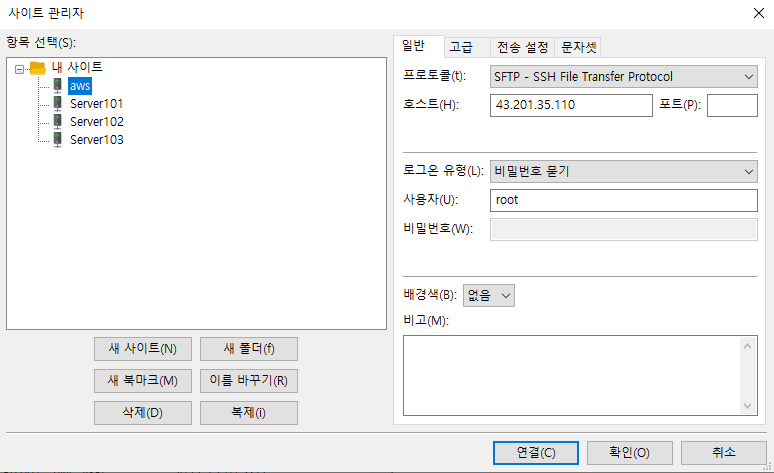 사이트 관리자
항목 선택(S):
내 사이트
aws
Server101
Server102
Server103
새 사이트(N) 새 폴더(f)
새 북마크(M) 이름 바꾸기(R)
삭제(D) 복제(i)
일반 고급 전송 설정 문자셋
프로토콜(t): SFTP - SSH File Transfer Protocol
호스트(H): 43.201.35.110 포트(P):
로그온 유형(L): 비밀번호 묻기
사용자(U): root
비밀번호(W):
배경색(B): 없음
비고(M):
연결(C) 확인(O) 취소